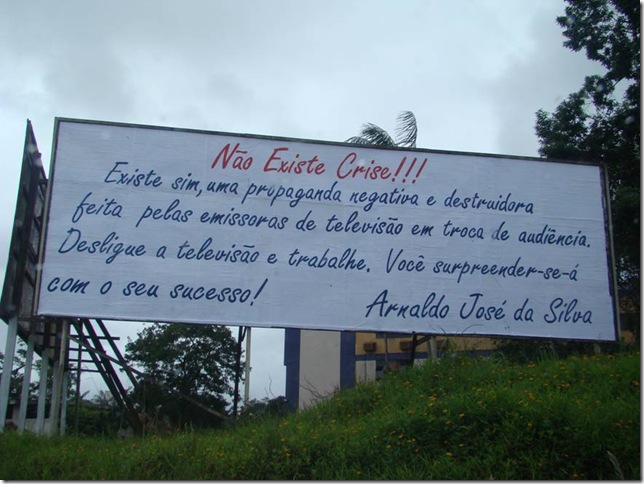 Não Existe Crise!!!
Existe sim, uma propaganda negativa e destruidora
feita pelas emissoras de televisão em troca de audiência.
Desligue a televisão e trabalhe. Você surpreender-se-á
com o seu sucesso! Arnaldo José da Silva